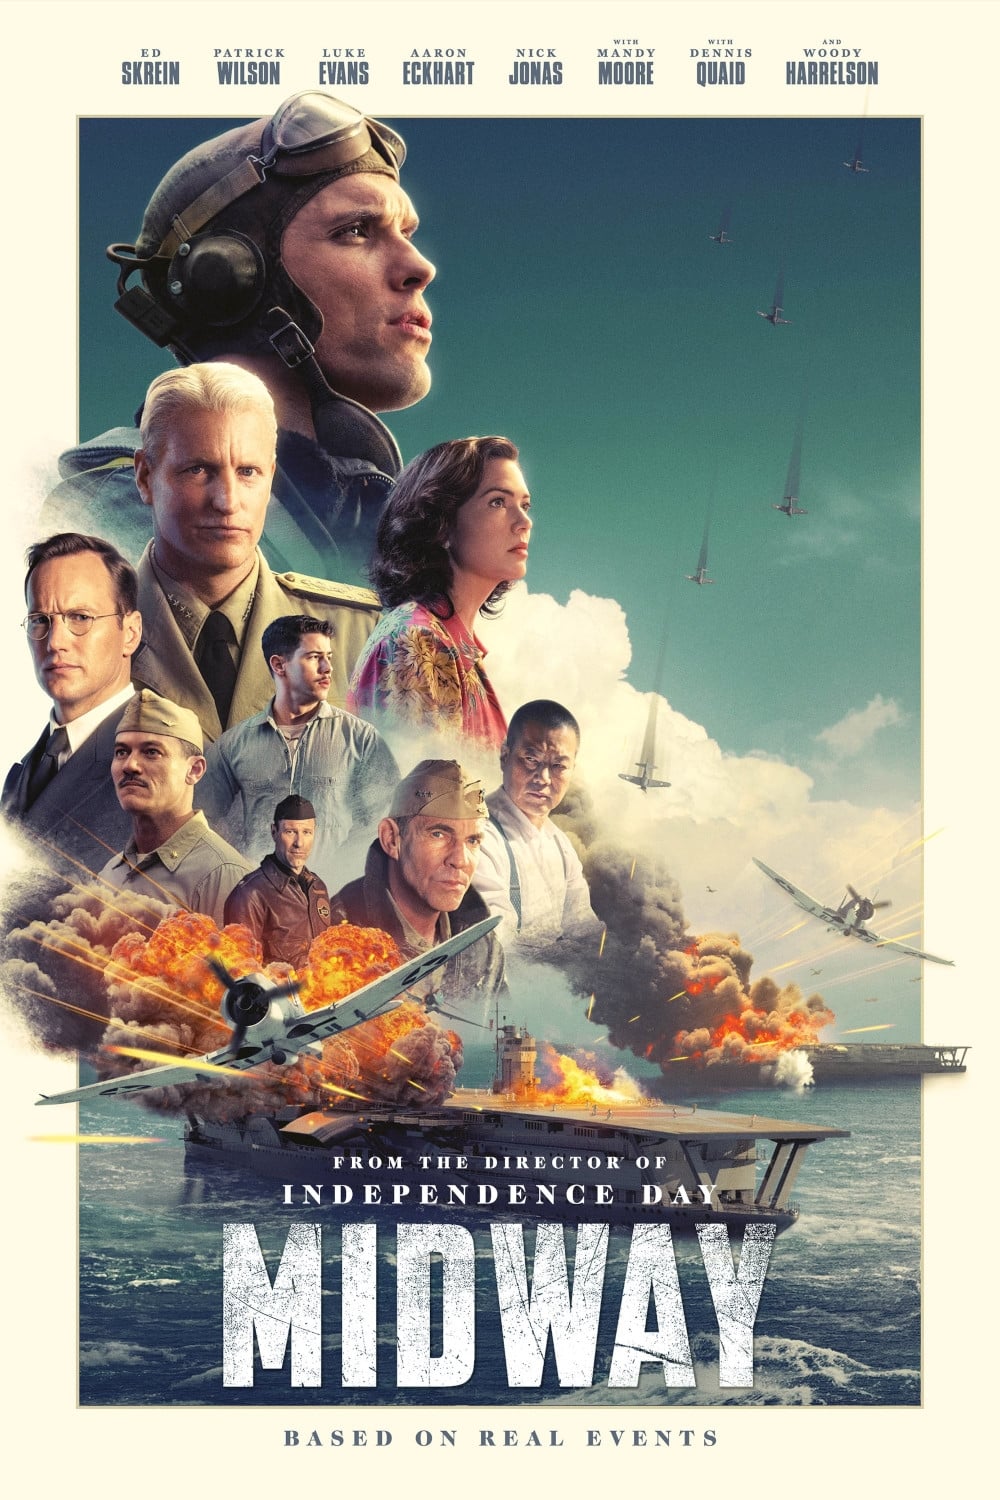 ED SKREIN
PATRICK WILSON
LUKE EVANS
AARON ECKHART
NICK JONAS
WITH MANDY MOORE
WITH DENNIS QUAID
AND WOODY HARRELSON
FROM THE DIRECTOR OF
INDEPENDENCE DAY
MIDWAY
BASED ON REAL EVENTS